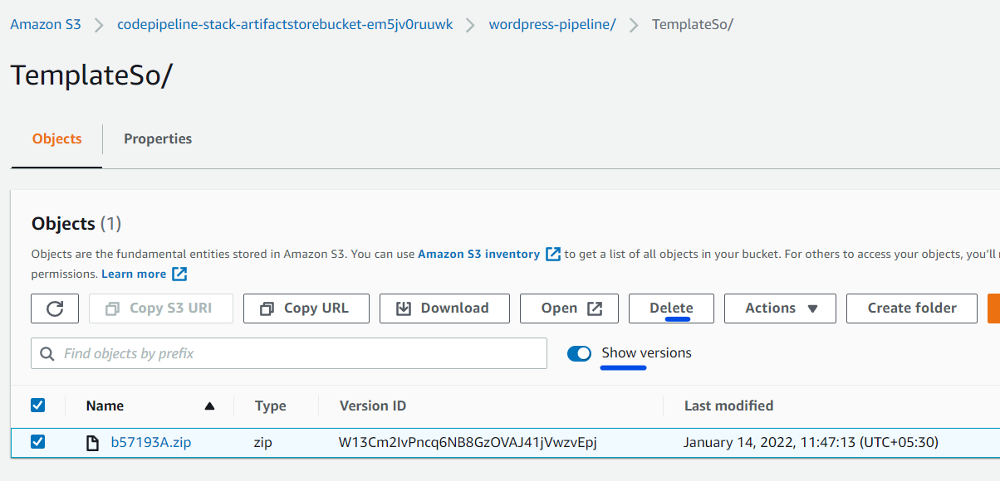 Amazon S3 > codepipeline-stack-artifactstorebucket-em5jv0ruuwk > wordpress-pipeline/ > TemplateSo/
TemplateSo/
Objects Properties
Objects (1)
Objects are the fundamental entities stored in Amazon S3. You can use Amazon S3 inventory to get a list of all objects in your bucket. For others to access your objects, you'll
permissions. Learn more
Copy S3 URI Copy URL Download Open Delete Actions Create folder
Find objects by prefix Show versions
Name Type Version ID Last modified
b57193A.zip zip W13Cm2IvPncq6NB8GzOVAJ41jVwzvEpj January 14, 2022, 11:47:13 (UTC+05:30)